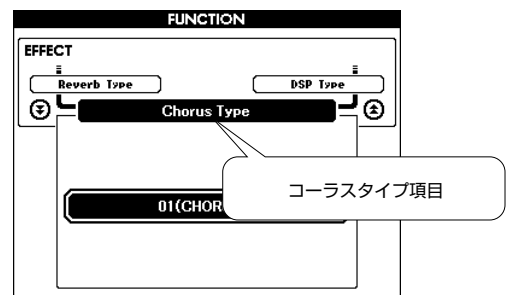 FUNCTION
EFFECT
Reverb Type
DSP Type
Chorus Type
コーラスタイプ項目
01(CHOR